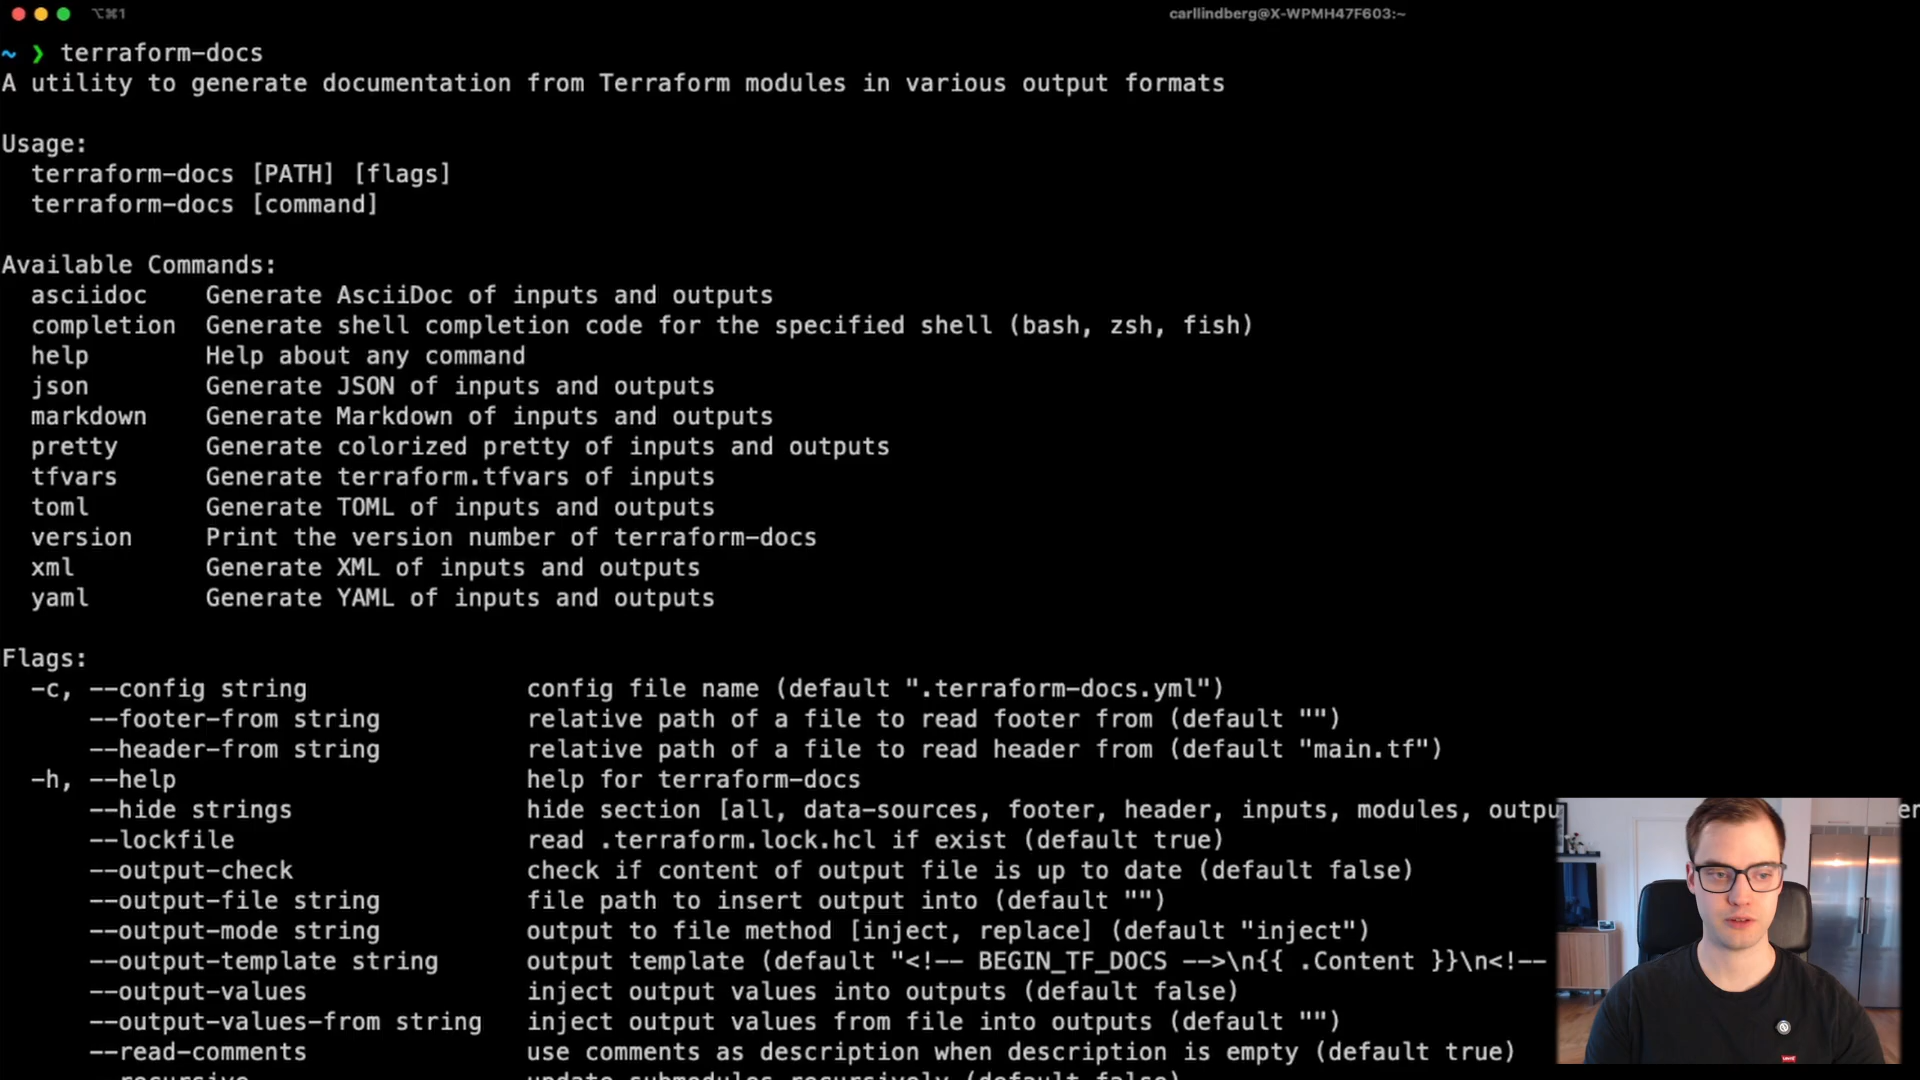 ⌥⌘1
carllindberg@X-WPMH47F603:~
~ ❯ terraform-docs
A utility to generate documentation from Terraform modules in various output formats
Usage:
terraform-docs [PATH] [flags]
terraform-docs [command]
Available Commands:
asciidoc Generate AsciiDoc of inputs and outputs
completion Generate shell completion code for the specified shell (bash, zsh, fish)
help Help about any command
json Generate JSON of inputs and outputs
markdown Generate Markdown of inputs and outputs
pretty Generate colorized pretty of inputs and outputs
tfvars Generate terraform.tfvars of inputs
toml Generate TOML of inputs and outputs
version Print the version number of terraform-docs
xml Generate XML of inputs and outputs
yaml Generate YAML of inputs and outputs
Flags:
-c, --config string config file name (default ".terraform-docs.yml")
--footer-from string relative path of a file to read footer from (default "")
--header-from string relative path of a file to read header from (default "main.tf")
-h, --help help for terraform-docs
--hide strings hide section [all, data-sources, footer, header, inputs, modules, outpu
--lockfile read .terraform.lock.hcl if exist (default true)
--output-check check if content of output file is up to date (default false)
--output-file string file path to insert output into (default "")
--output-mode string output to file method [inject, replace] (default "inject")
--output-template string output template (default "<!-- BEGIN_TF_DOCS -->\n{{ .Content }}\n<!--
--output-values inject output values into outputs (default false)
--output-values-from string inject output values from file into outputs (default "")
--read-comments use comments as description when description is empty (default true)
--recursive update submodules recursively (default false)